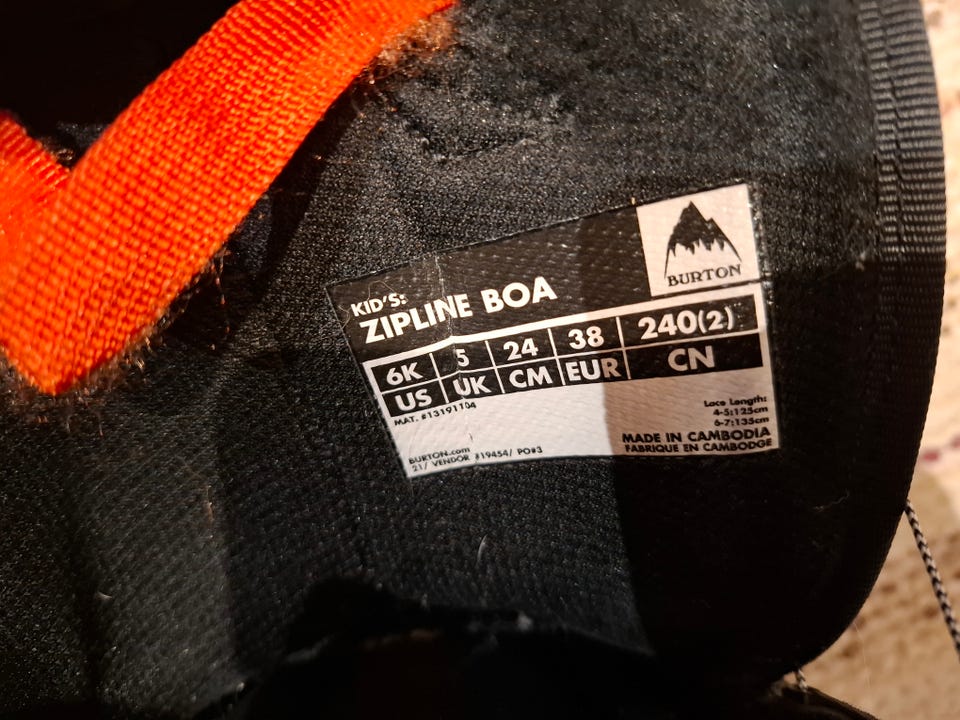 BURTON
KID'S:
ZIPLINE BOA
6K 5 24 38 240(2)
US UK CM EUR CN
MAT. #13191104
Lace Length:
4-5:125cm
6-7:135cm
BURTON.com
21/ VENDOR #19454/ PO#3
MADE IN CAMBODIA
FABRIQUE EN CAMBODGE